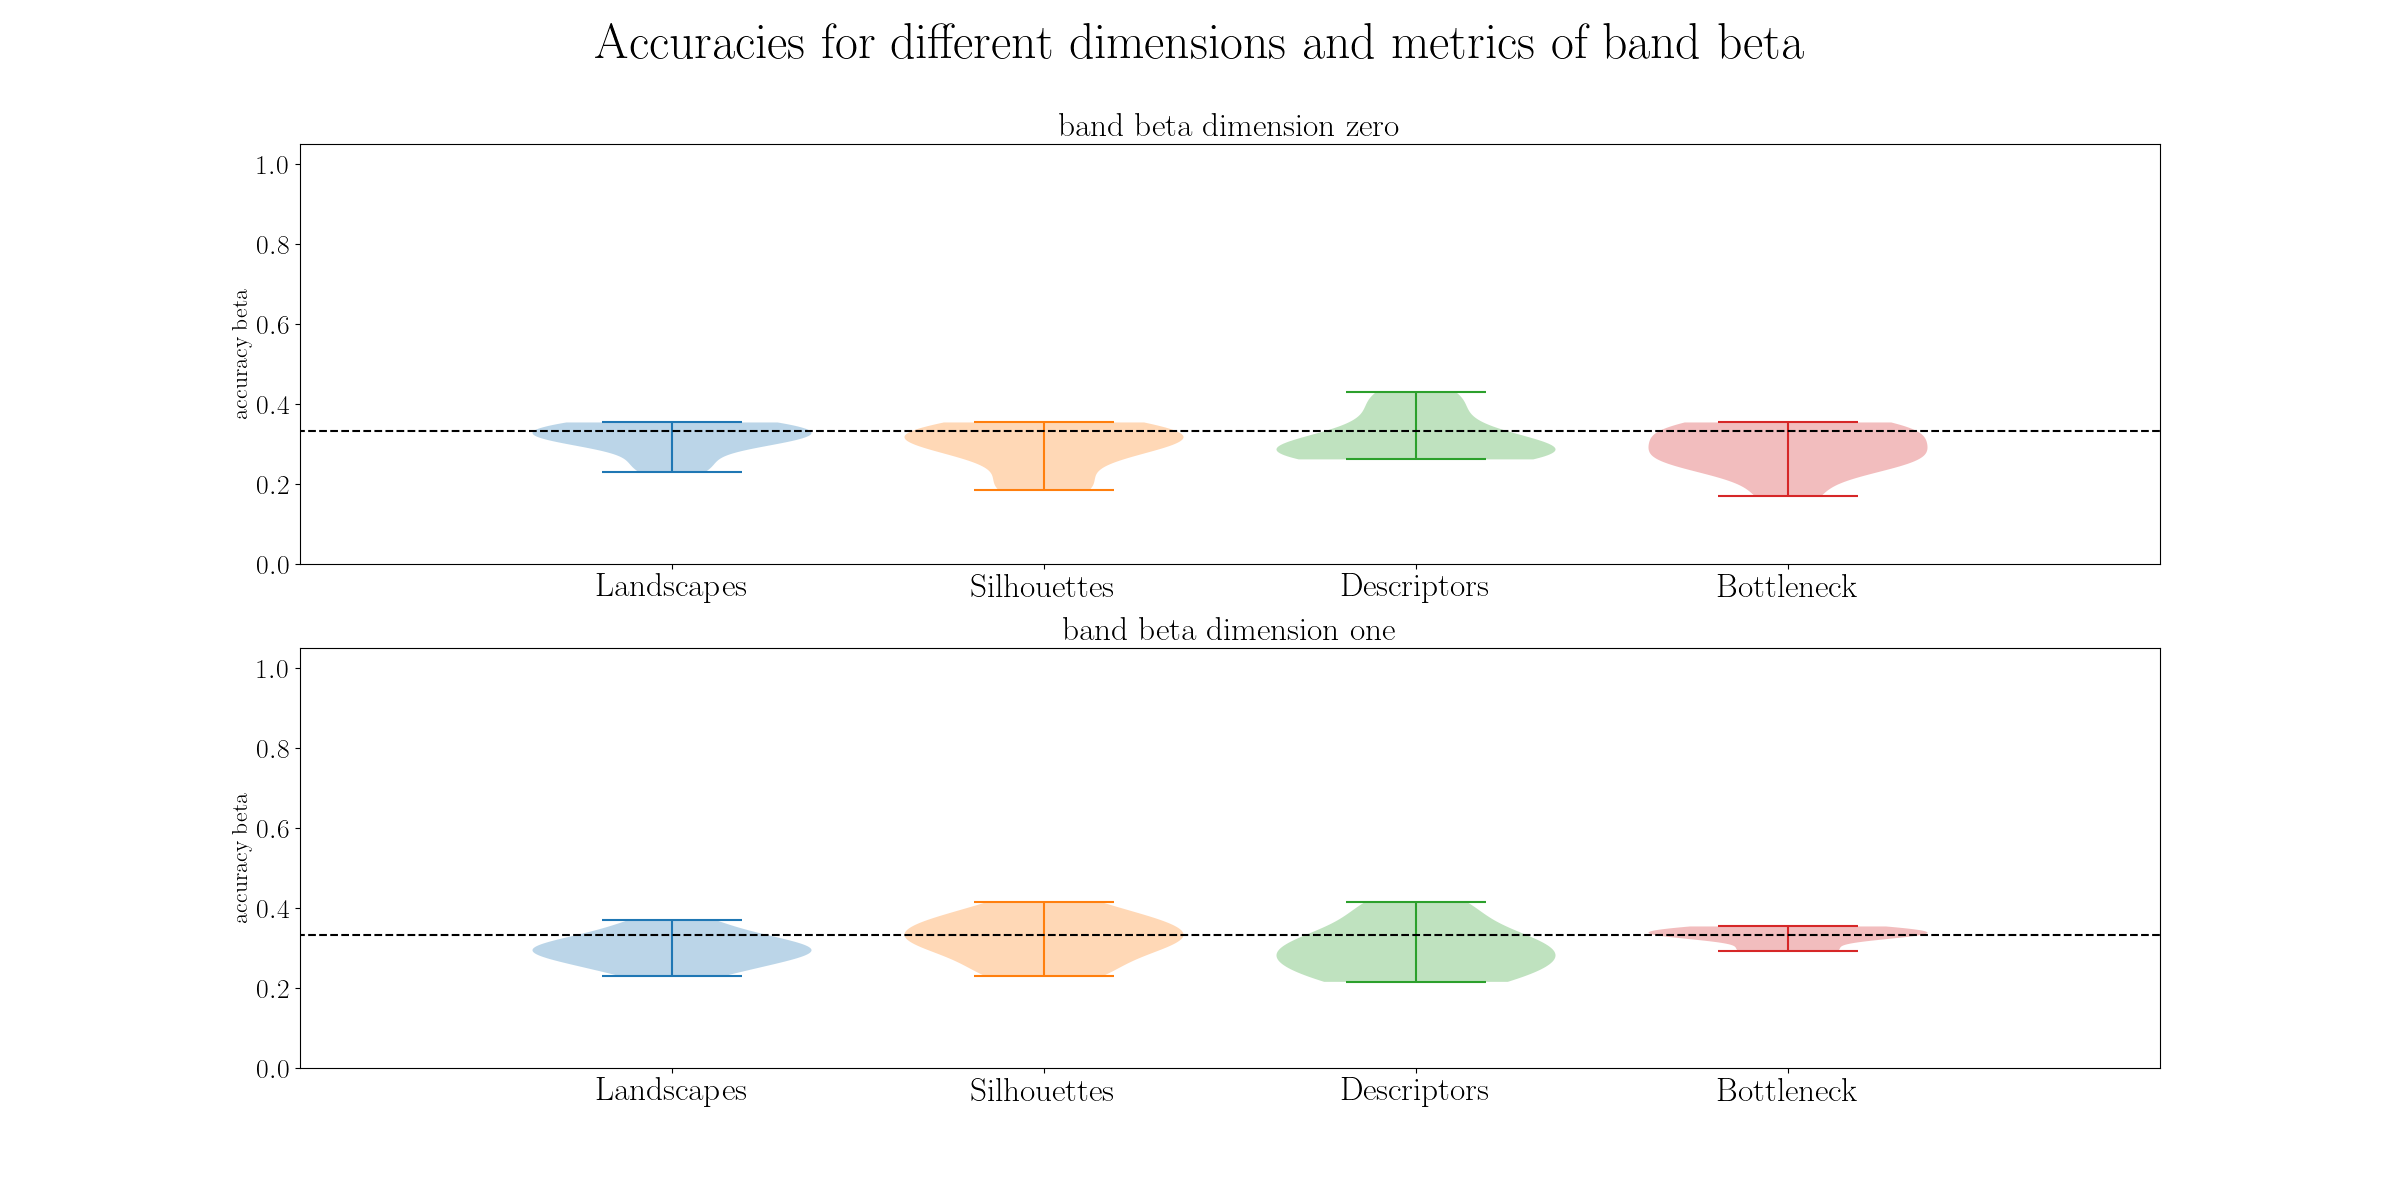 Accuracies for different dimensions and metrics of band beta
band beta dimension zero
accuracy beta
1.0
0.8
0.6
0.4
0.2
0.0
Landscapes Silhouettes Descriptors Bottleneck
band beta dimension one
accuracy beta
1.0
0.8
0.6
0.4
0.2
0.0
Landscapes Silhouettes Descriptors Bottleneck